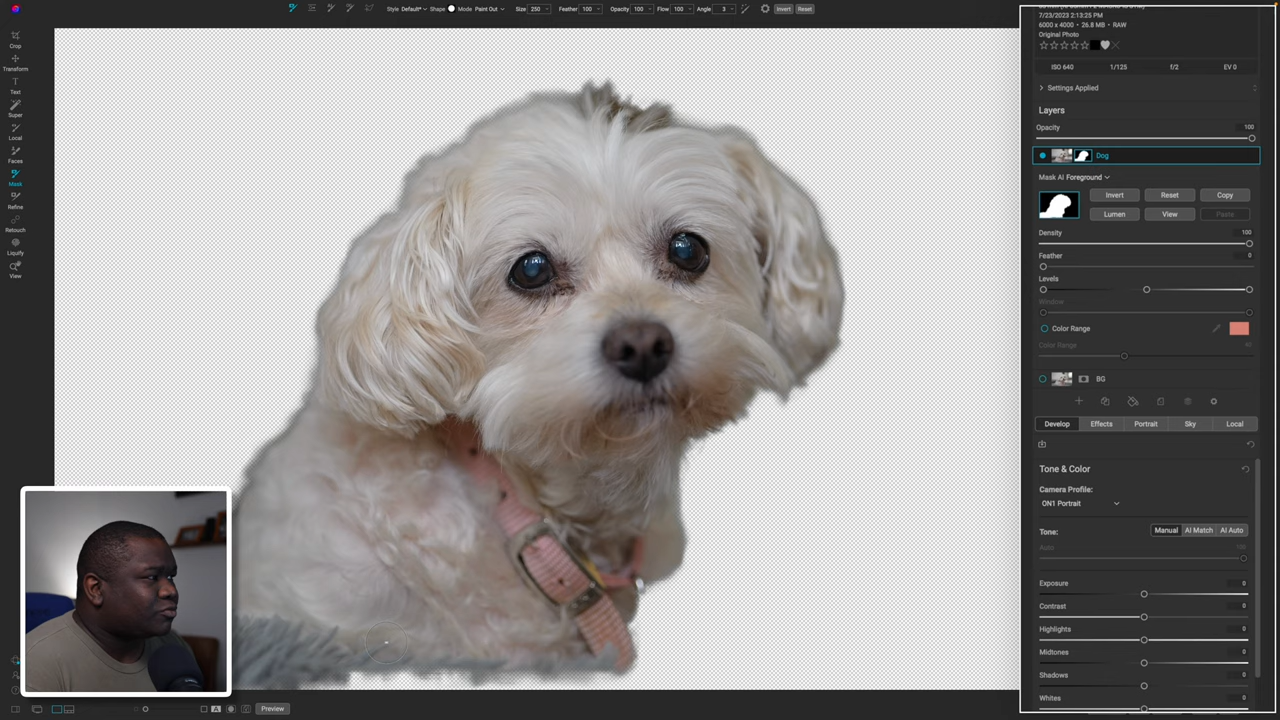 Style Default* Shape Mode Paint Out Size 250 Feather 100 Opacity 100 Flow 100 Angle 3 Invert Reset
Crop
Transform
Text
Super
Local
Faces
Mask
Refine
Retouch
Liquify
View
Preview
7/23/2023 2:13:25 PM
6000 x 4000 • 26.8 MB • RAW
Original Photo
ISO 640 1/125 f/2 EV 0
Settings Applied
Layers
Opacity 100
Dog
Mask AI Foreground
Invert Reset Copy
Lumen View Paste
Density 100
Feather 0
Levels
Window
Color Range
Color Range 40
BG
Develop Effects Portrait Sky Local
Tone & Color
Camera Profile:
ON1 Portrait
Tone: Manual AI Match AI Auto
Auto 100
Exposure 0
Contrast 0
Highlights 0
Midtones 0
Shadows 0
Whites 0